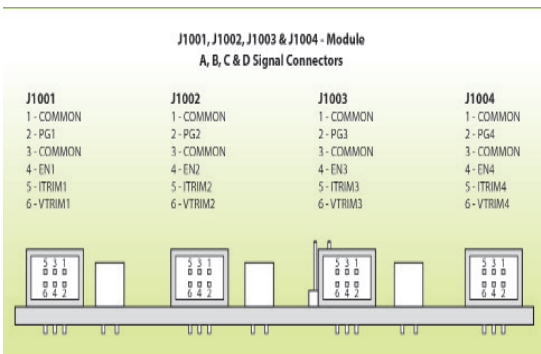 J1001, J1002, J1003 & J1004 - Module
A, B, C & D Signal Connectors
J1001
1 - COMMON
2 - PG1
3 - COMMON
4 - EN1
5 - ITRIM1
6 - VTRIM1
J1002
1 - COMMON
2 - PG2
3 - COMMON
4 - EN2
5 - ITRIM2
6 - VTRIM2
J1003
1 - COMMON
2 - PG3
3 - COMMON
4 - EN3
5 - ITRIM3
6 - VTRIM3
J1004
1 - COMMON
2 - PG4
3 - COMMON
4 - EN4
5 - ITRIM4
6 - VTRIM4
5 3 1
6 4 2
5 3 1
6 4 2
5 3 1
6 4 2
5 3 1
6 4 2